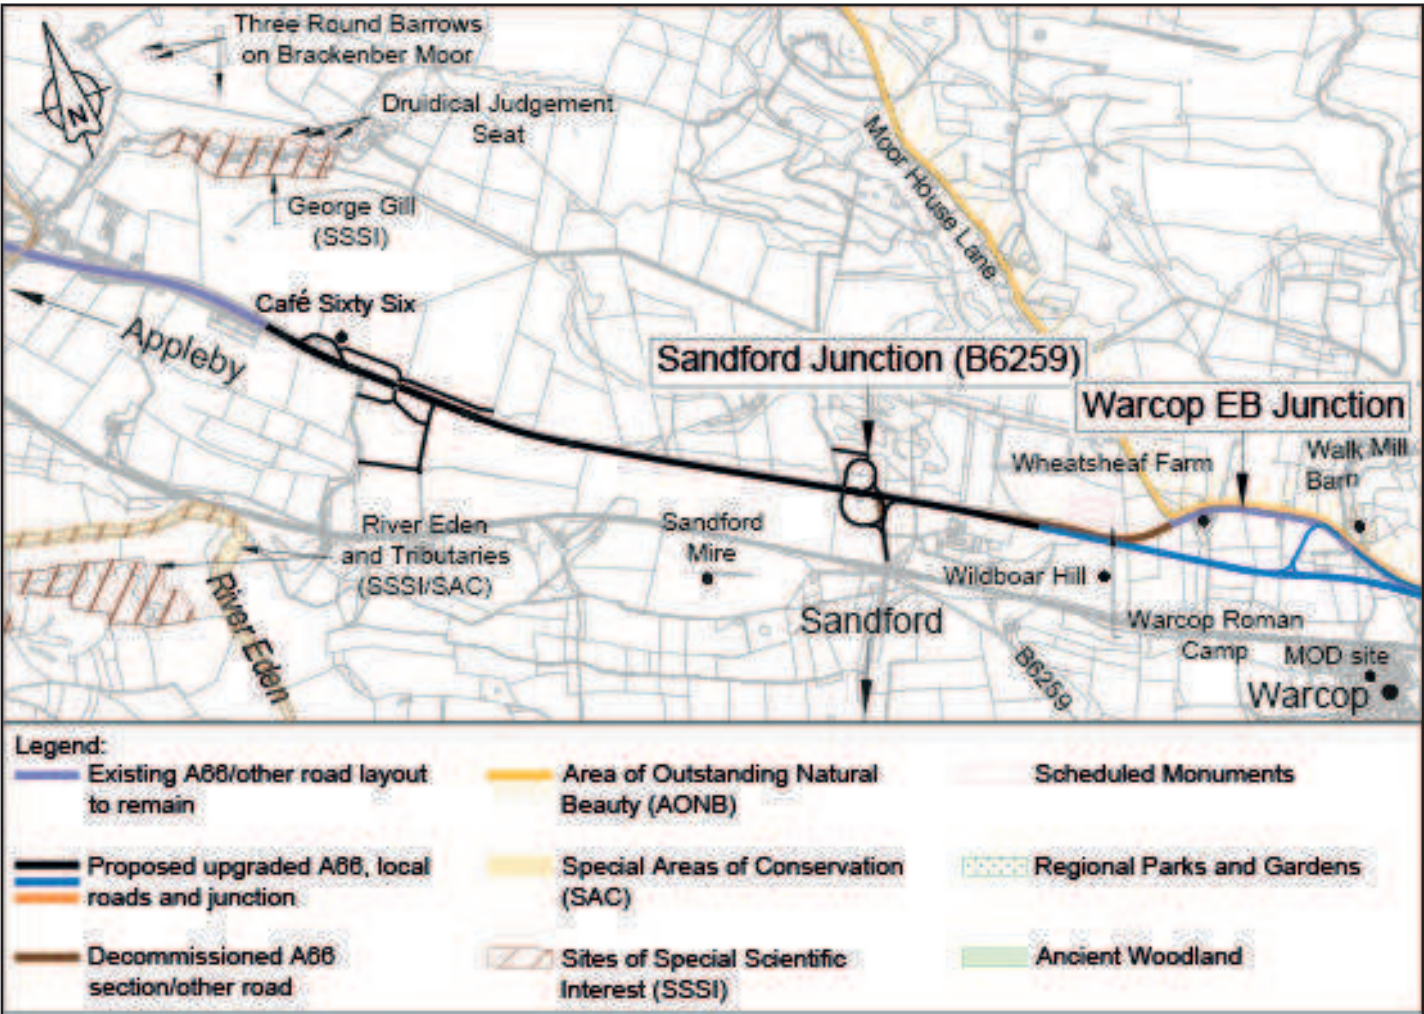 Three Round Barrows
on Brackenber Moor
Druidical Judgement
Seat
N
George Gill
(SSSI)
Moor House Lane
Café Sixty Six
Appleby
Sandford Junction (B6259)
Warcop EB Junction
Wheatsheaf Farm
Walk Mill
Barn
River Eden
and Tributaries
(SSSI/SAC)
Sandford
Mire
River Eden
Wildboar Hill
Sandford
Warcop Roman
Camp
B6259
MOD site
Warcop
Legend:
Existing A66/other road layout
to remain
Proposed upgraded A66, local
roads and junction
Decommissioned A66
section/other road
Area of Outstanding Natural
Beauty (AONB)
Special Areas of Conservation
(SAC)
Sites of Special Scientific
Interest (SSSI)
Scheduled Monuments
Regional Parks and Gardens
Ancient Woodland